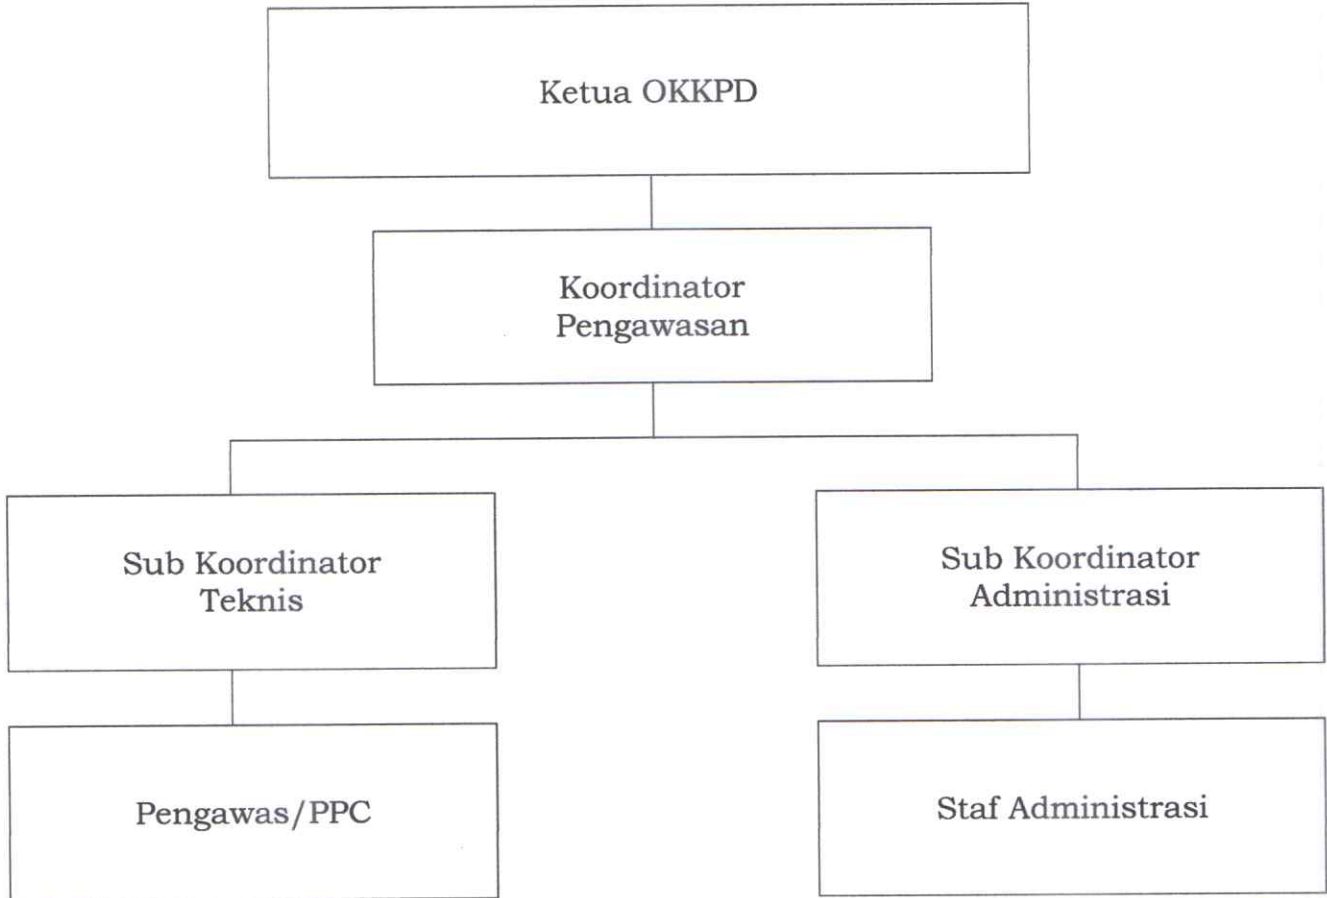 Ketua OKKPD
Koordinator
Pengawasan
Sub Koordinator
Teknis
Sub Koordinator
Administrasi
Pengawas/PPC
Staf Administrasi